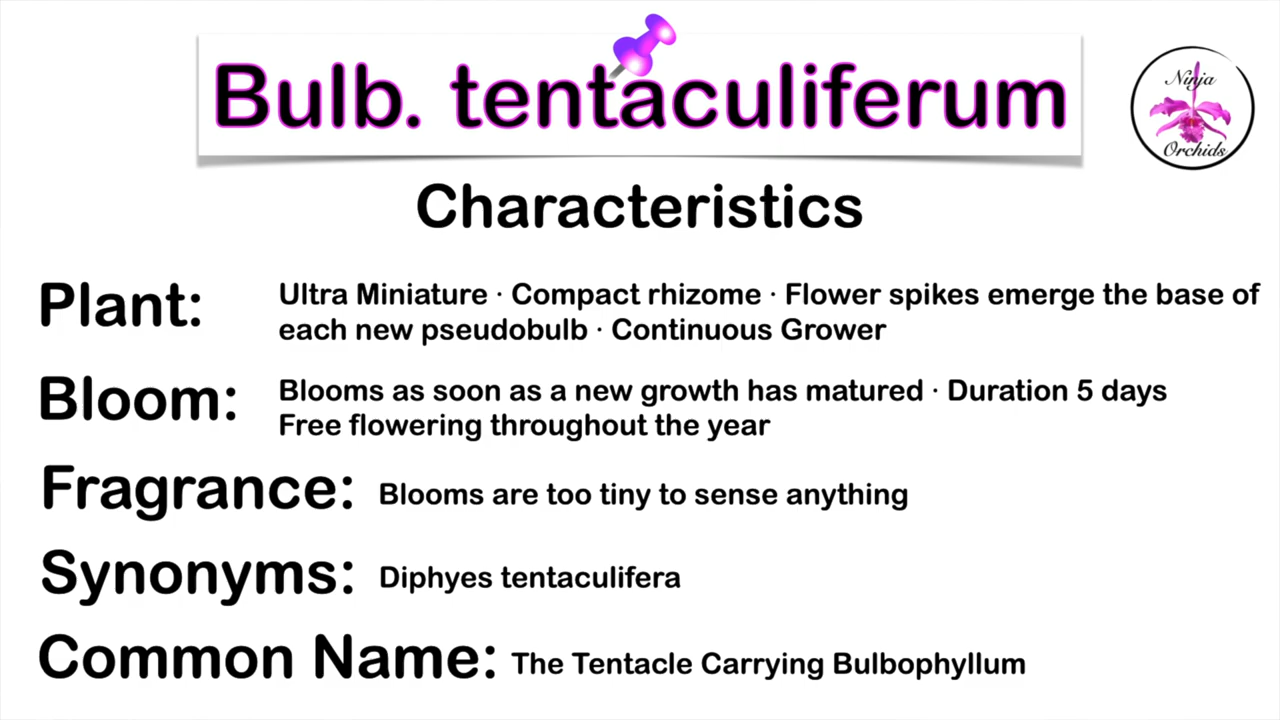 Bulb. tentaculiferum
Ninja
Orchids
Characteristics
Plant: Ultra Miniature · Compact rhizome · Flower spikes emerge the base of
each new pseudobulb · Continuous Grower
Bloom: Blooms as soon as a new growth has matured · Duration 5 days
Free flowering throughout the year
Fragrance: Blooms are too tiny to sense anything
Synonyms: Diphyes tentaculifera
Common Name: The Tentacle Carrying Bulbophyllum